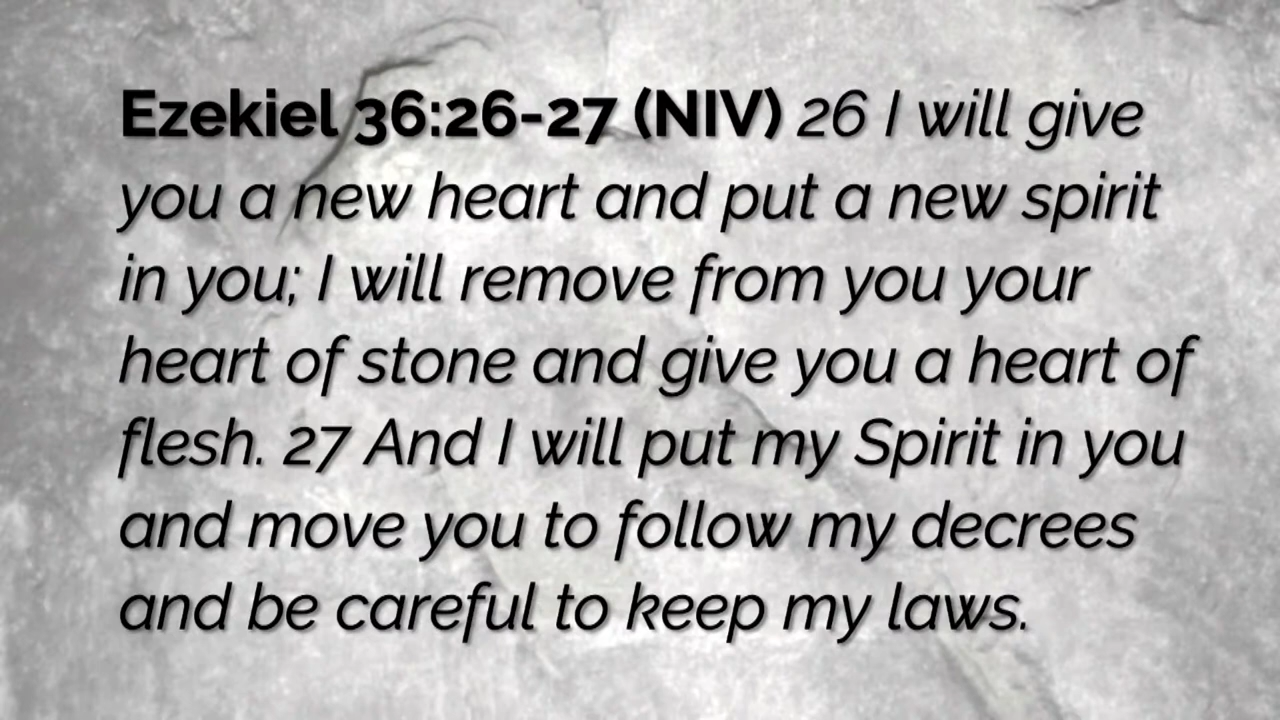 Ezekiel 36:26-27 (NIV) 26 I will give
you a new heart and put a new spirit
in you; I will remove from you your
heart of stone and give you a heart of
flesh. 27 And I will put my Spirit in you
and move you to follow my decrees
and be careful to keep my laws.